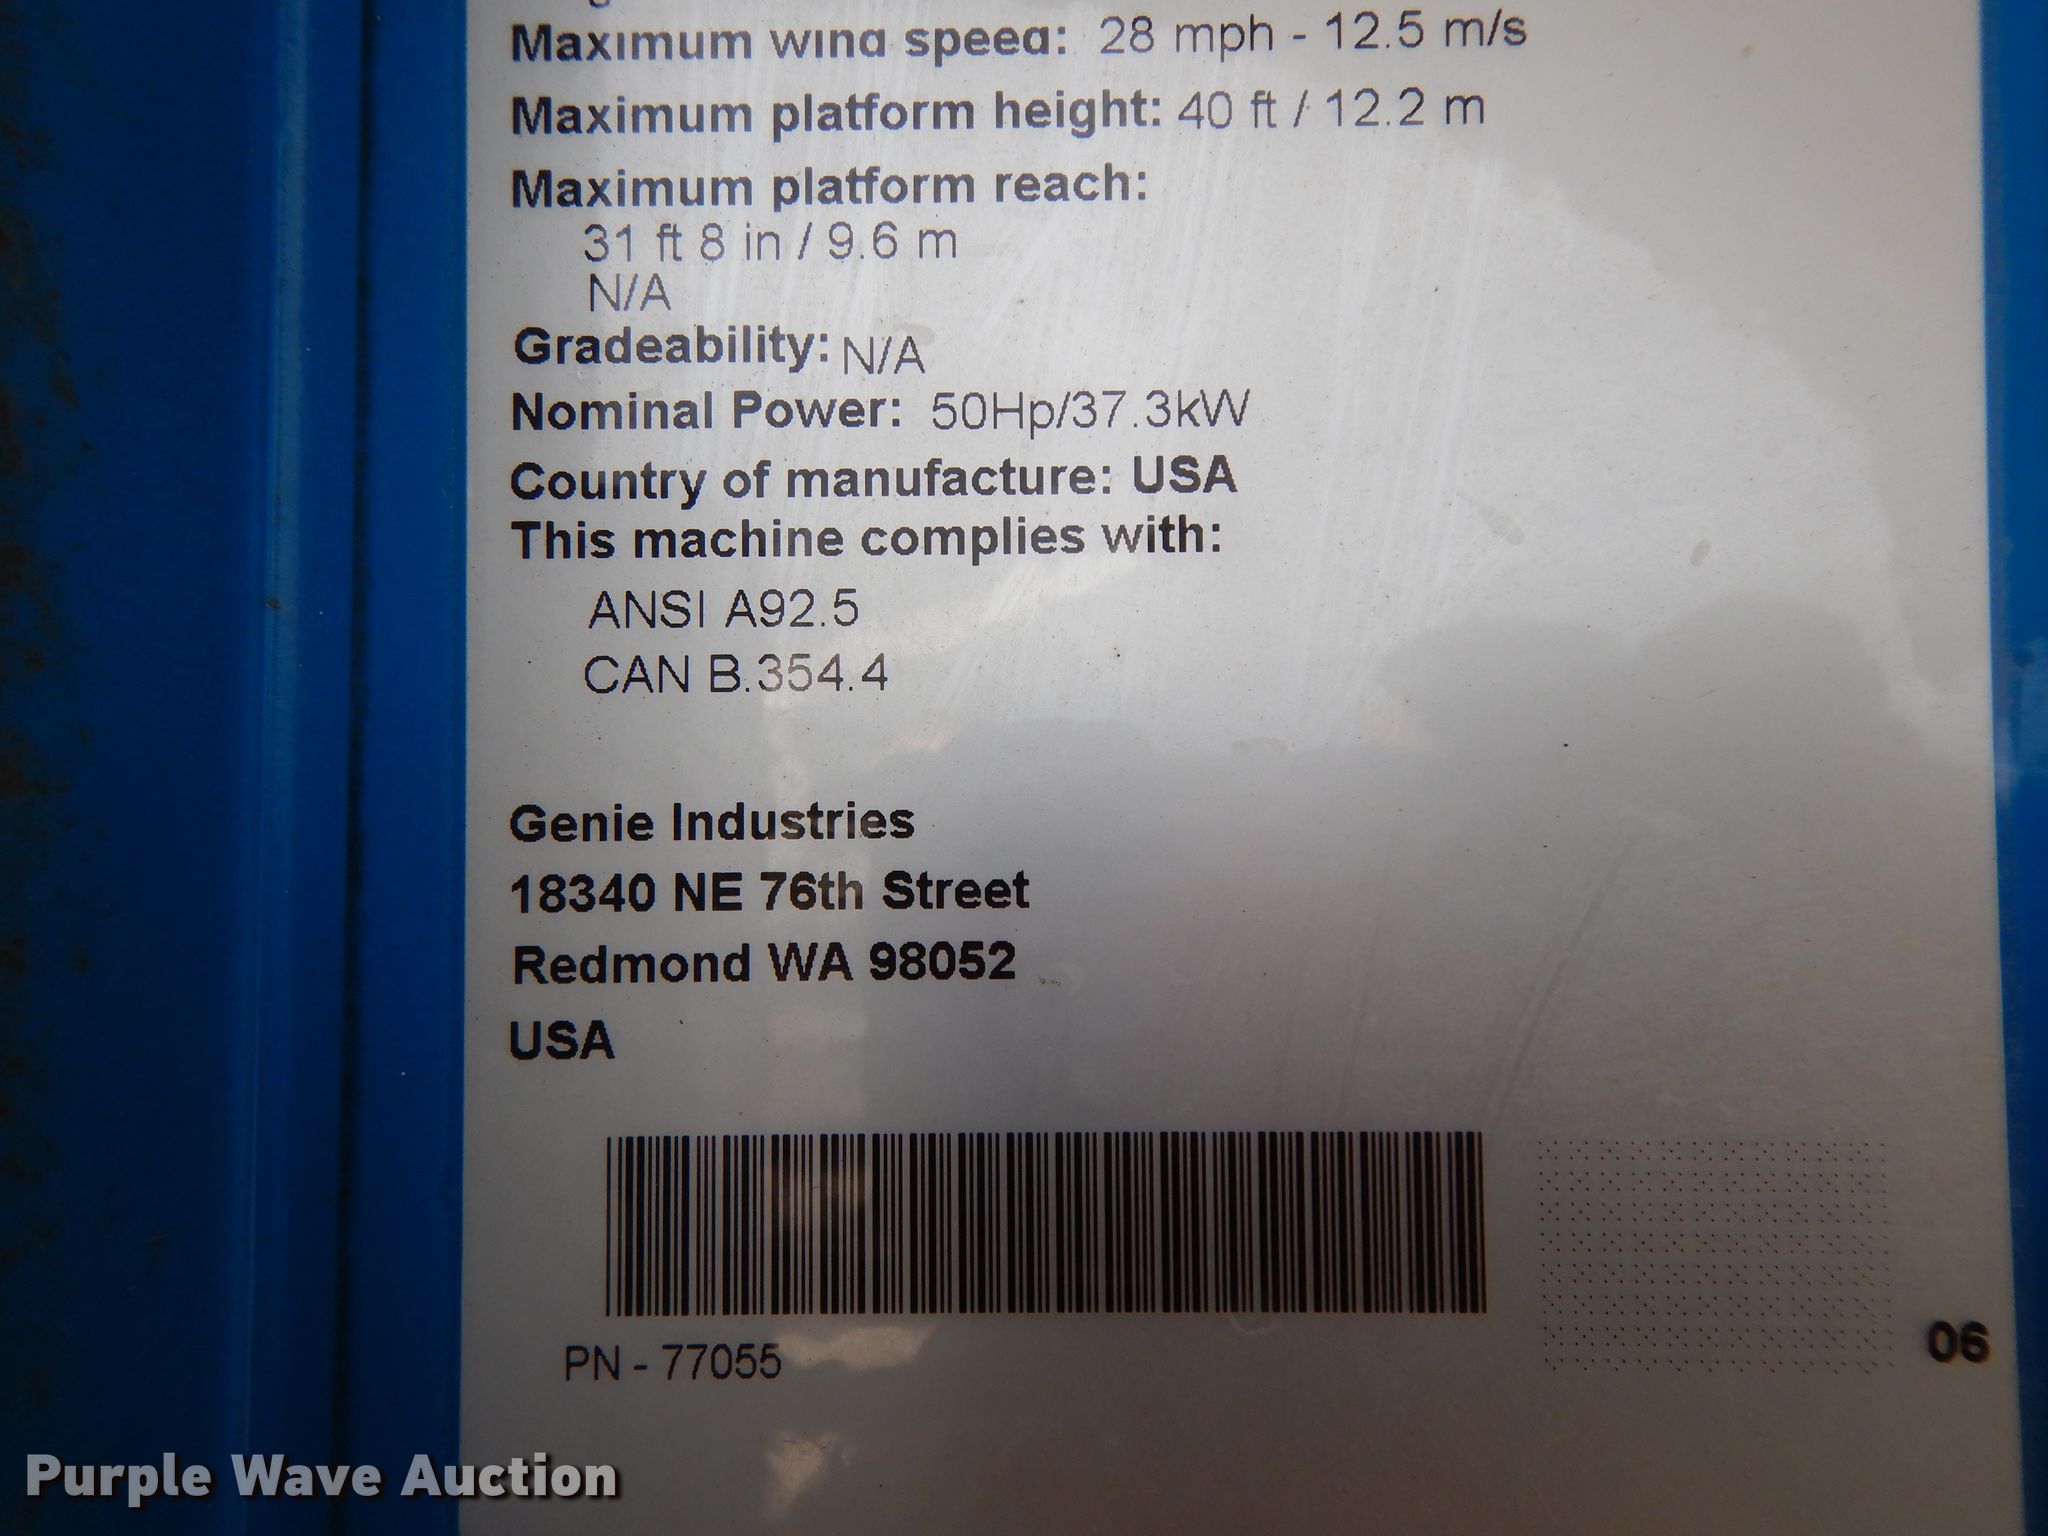 Maximum wind speed: 28 mph - 12.5 m/s
Maximum platform height: 40 ft / 12.2 m
Maximum platform reach:
31 ft 8 in / 9.6 m
N/A
Gradeability: N/A
Nominal Power: 50Hp/37.3kW
Country of manufacture: USA
This machine complies with:
ANSI A92.5
CAN B.354.4
Genie Industries
18340 NE 76th Street
Redmond WA 98052
USA
PN - 77055
06
Purple Wave Auction